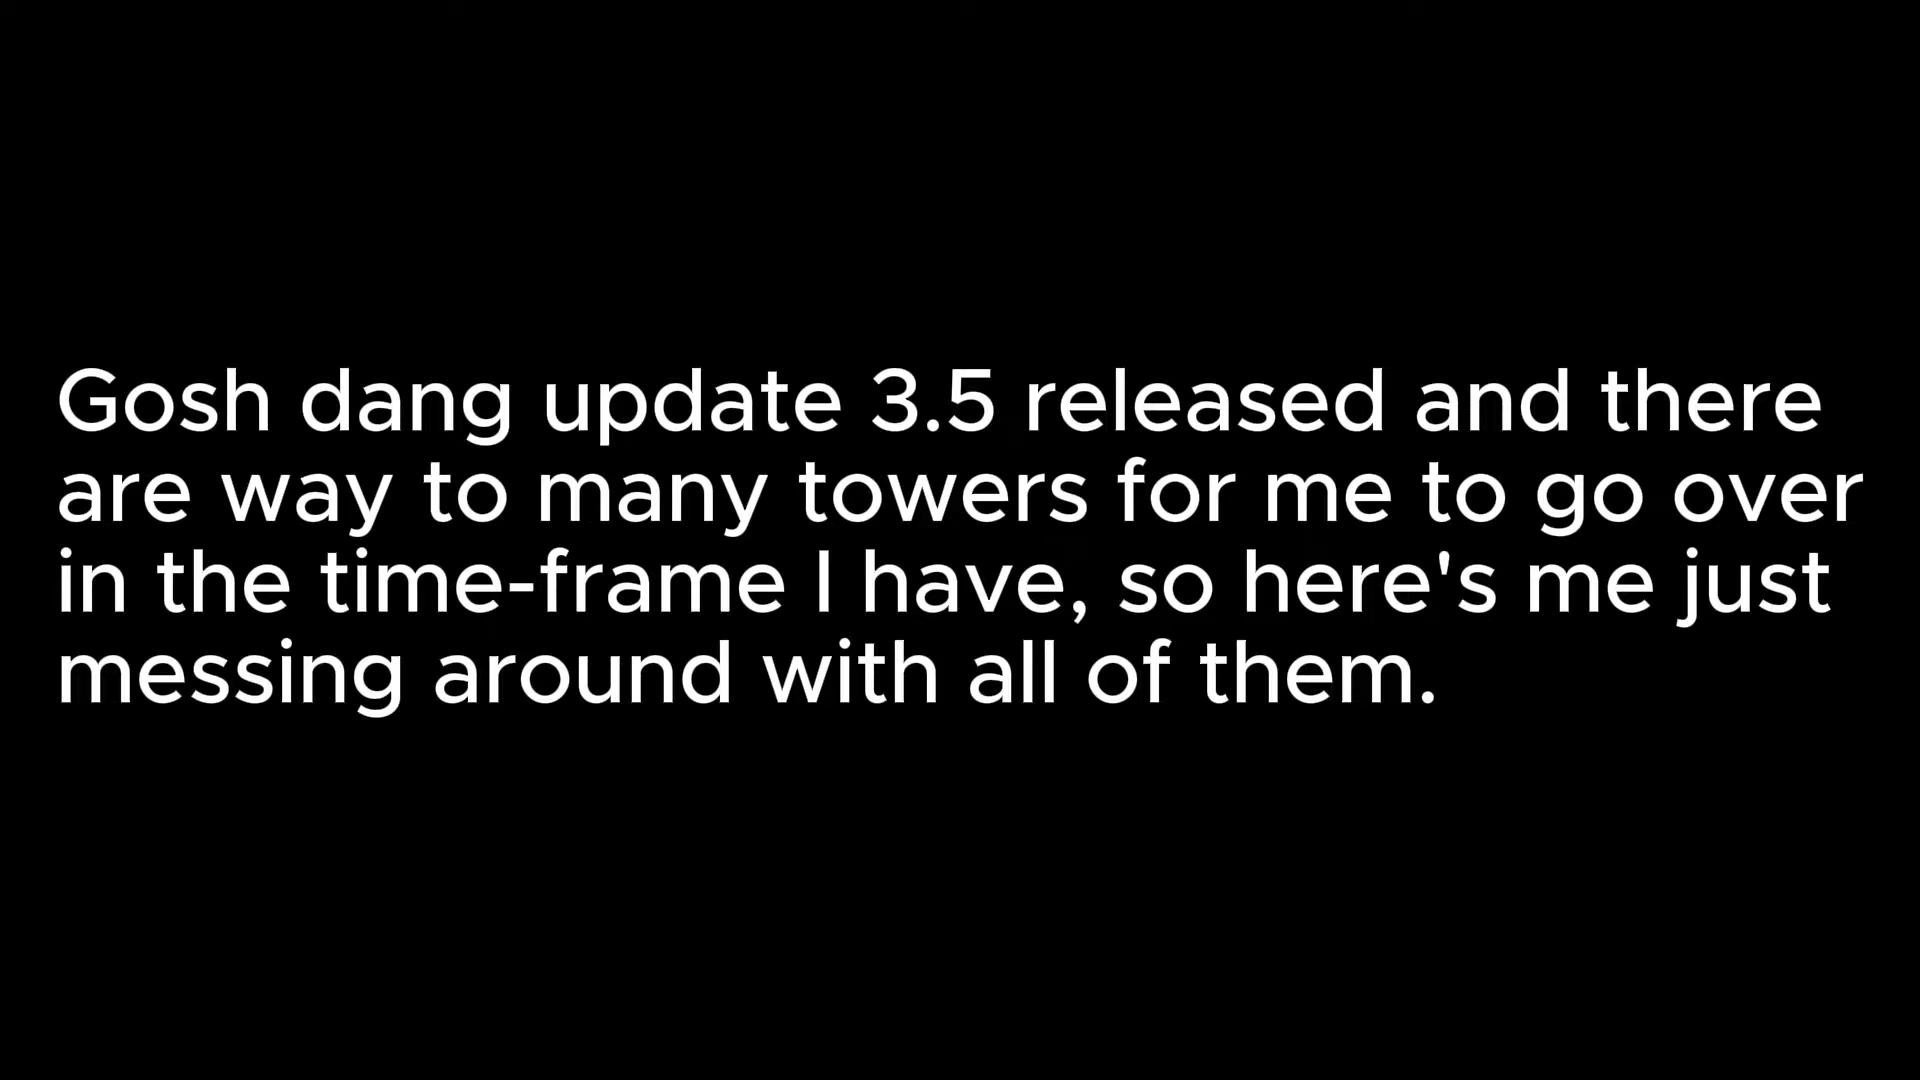 Gosh dang update 3.5 released and there
are way to many towers for me to go over
in the time-frame I have, so here's me just
messing around with all of them.